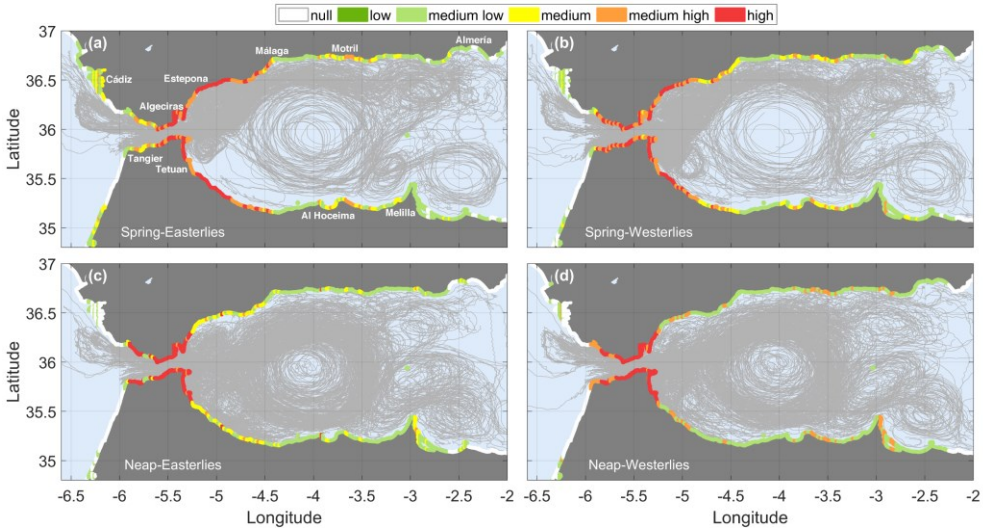 null low medium low medium medium high high
37
36.5
36
35.5
35
Latitude
(a)
Cádiz
Estepona
Málaga
Motril
Almería
Algeciras
Tangier
Tetuan
Al Hoceima
Melilla
Spring-Easterlies
(b)
Spring-Westerlies
37
36.5
36
35.5
35
Latitude
(c)
Neap-Easterlies
-6.5 -6 -5.5 -5 -4.5 -4 -3.5 -3 -2.5 -2
Longitude
(d)
Neap-Westerlies
-6.5 -6 -5.5 -5 -4.5 -4 -3.5 -3 -2.5 -2
Longitude